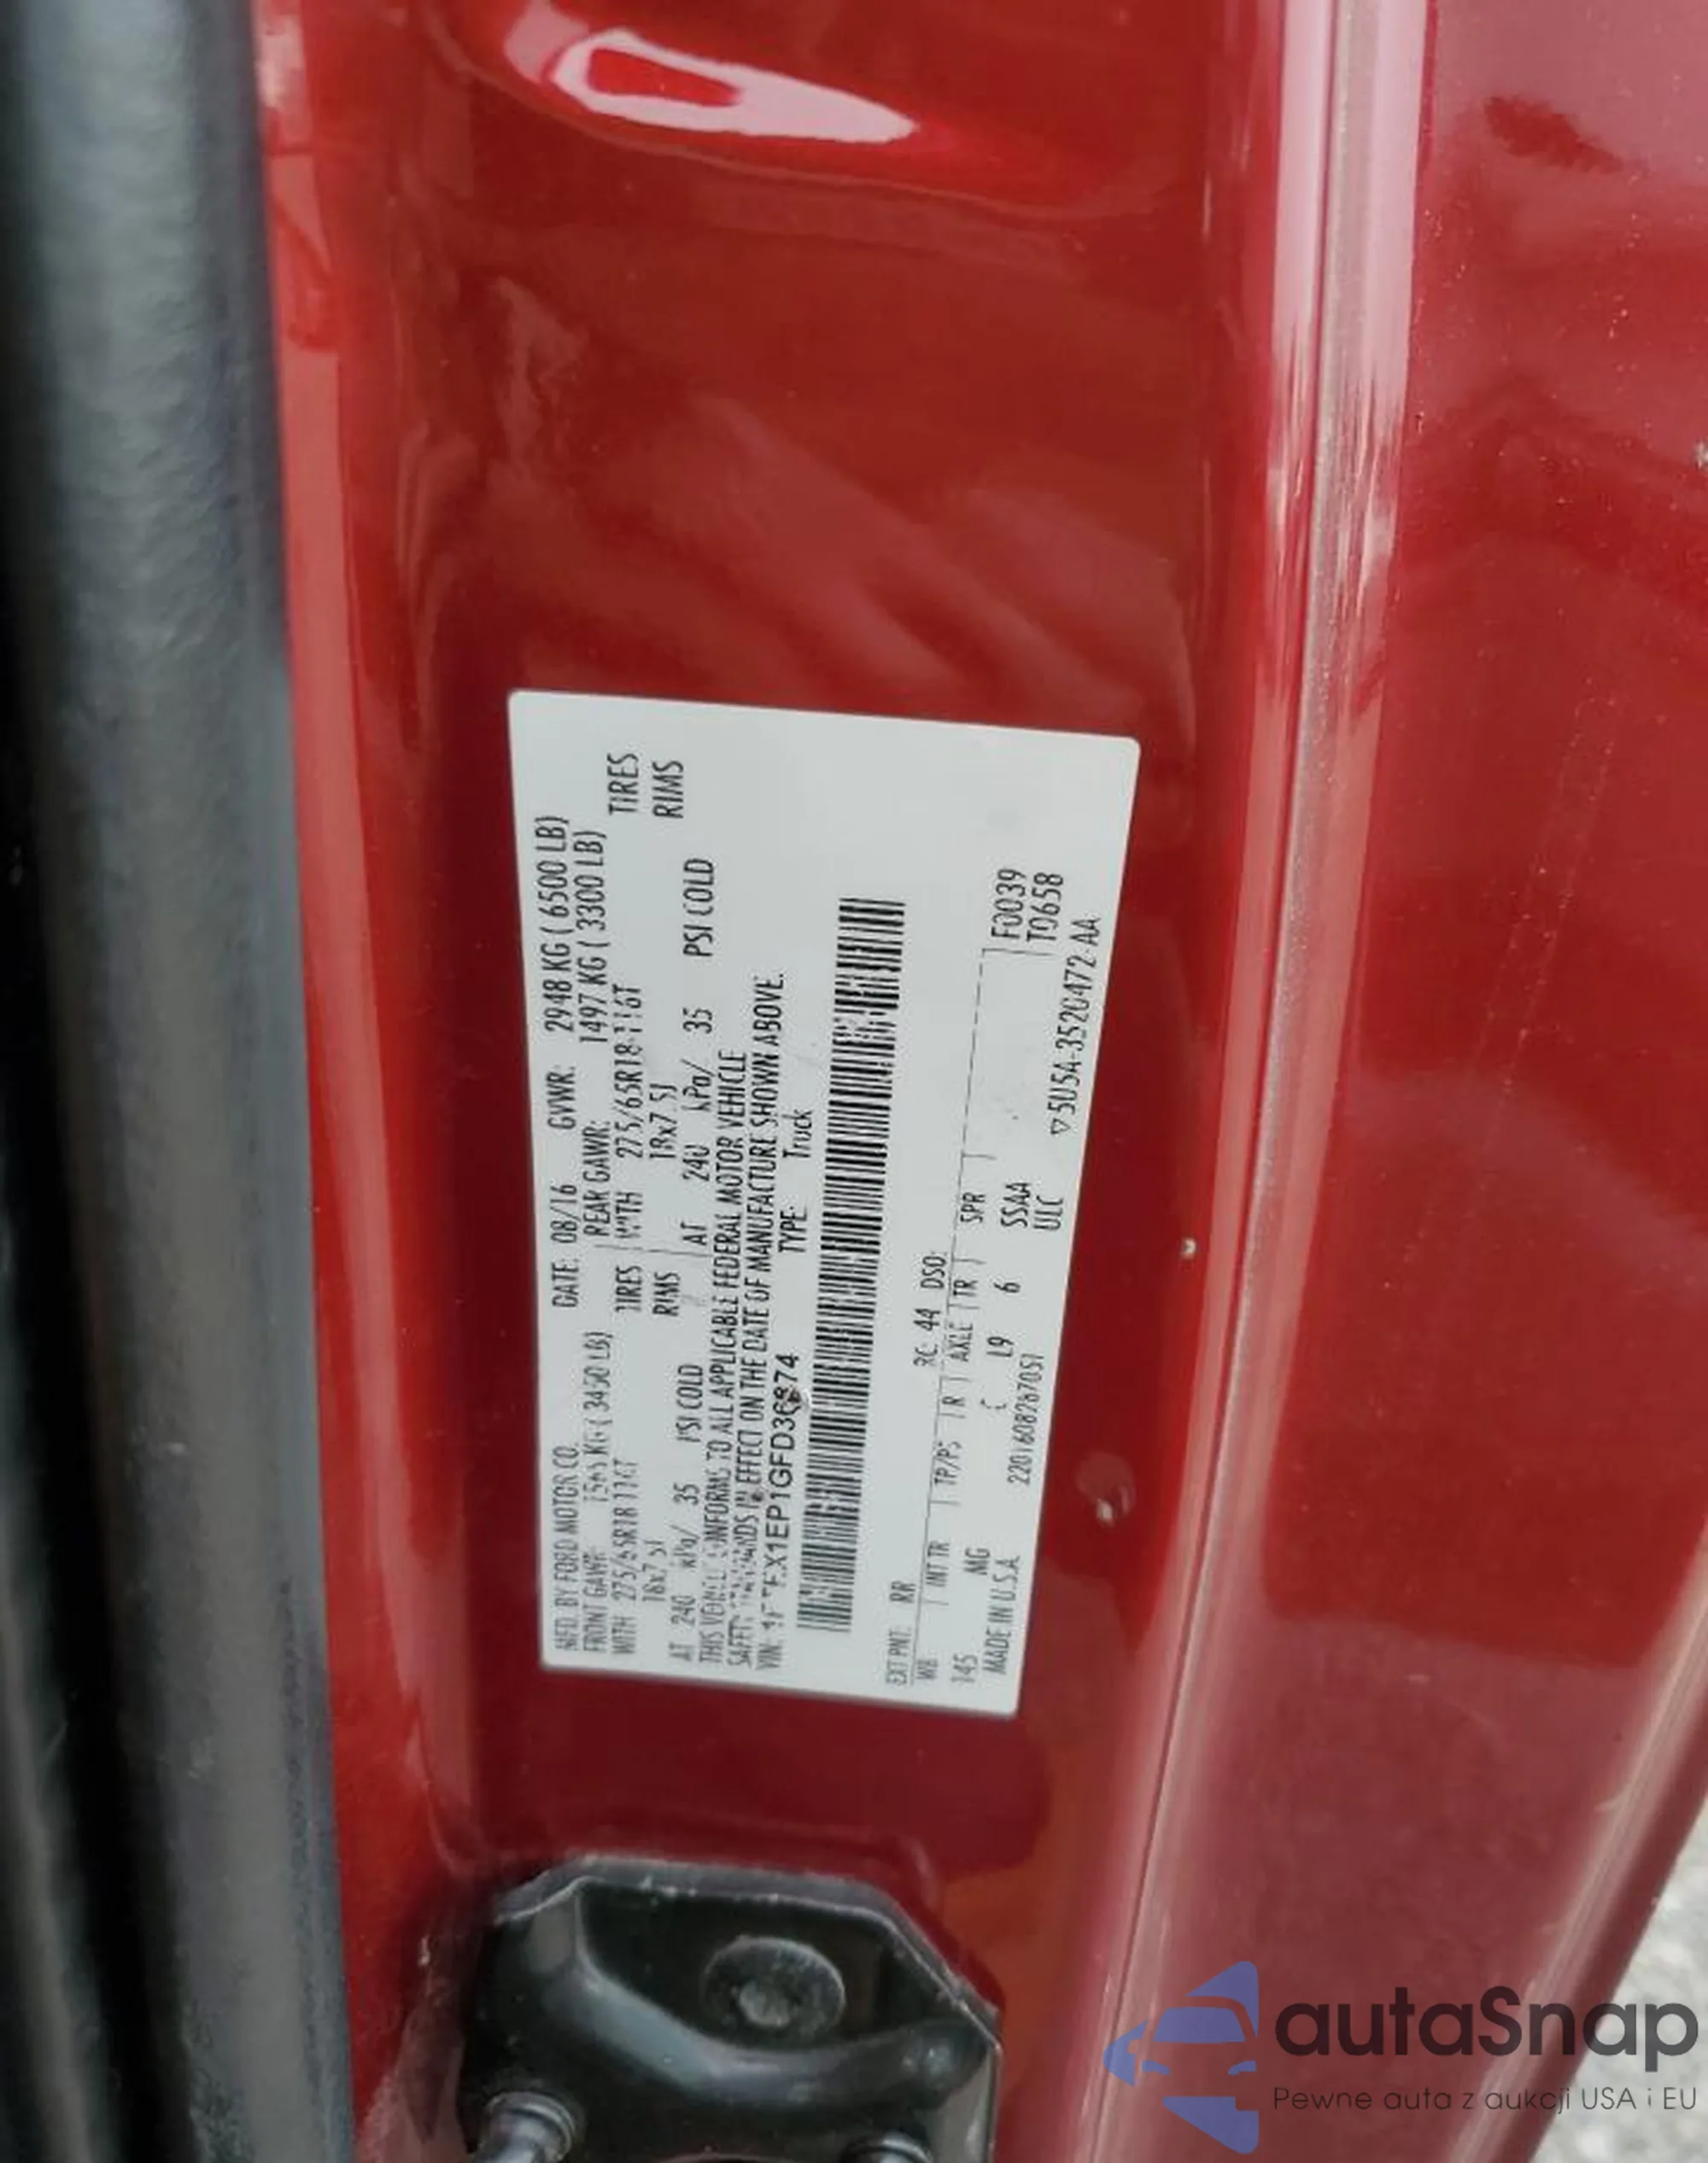 MFD. BY FORD MOTOR CO. DATE: 08/16 GVWR: 2948 KG ( 6500 LB)
FRONT GAWR: 1565 KG ( 3450 LB) REAR GAWR: 1497 KG ( 3300 LB)
WITH 275/65R18 116T TIRES WITH 275/65R18 116T TIRES
18x7.5J RIMS 18x7.5J RIMS
AT 240 kPa/ 35 PSI COLD AT 240 kPa/ 35 PSI COLD
THIS VEHICLE CONFORMS TO ALL APPLICABLE FEDERAL MOTOR VEHICLE
SAFETY STANDARDS IN EFFECT ON THE DATE OF MANUFACTURE SHOWN ABOVE.
VIN: TYPE: Truck
EXT PNT: RR RC: 44 DSO:
WB INT TR TP/PS R AXLE TR SPR F0039
145 MG C L9 6 SSAA T0658
MADE IN U.S.A. 2201608267051 ULC
▽5U5A-3520472-AA
autaSnap
Pewne auta z aukcji USA i EU